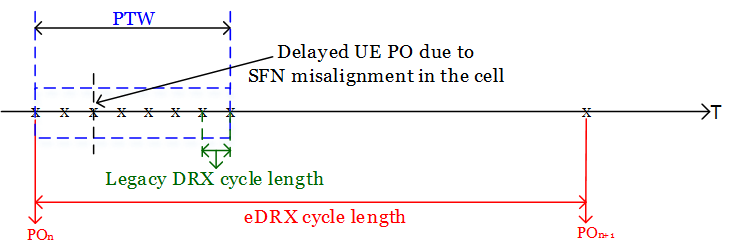 PTW
Delayed UE PO due to
SFN misalignment in the cell
x x x x x x x x x T
Legacy DRX cycle length
eDRX cycle length
POn POn+1